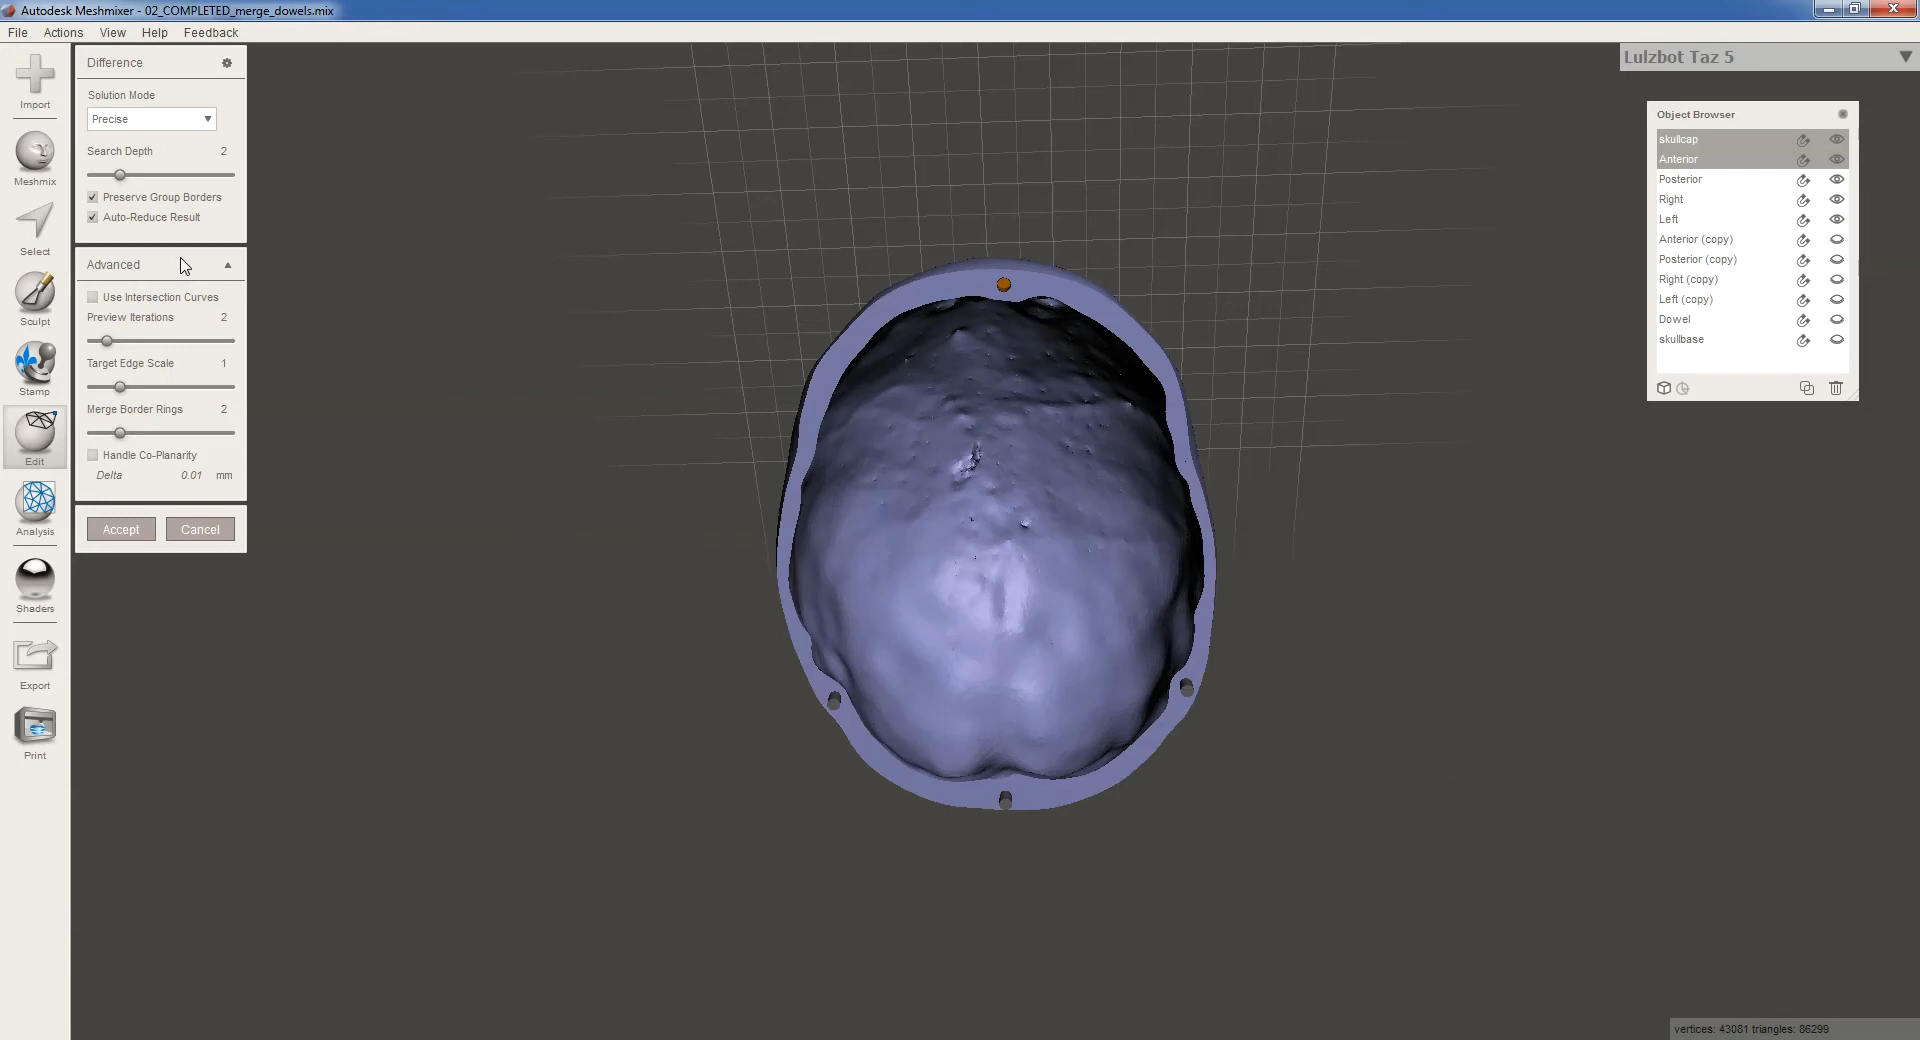 Autodesk Meshmixer - 02_COMPLETED_merge_dowels.mix
File Actions View Help Feedback
Import
Meshmix
Select
Sculpt
Stamp
Edit
Analysis
Shaders
Export
Print
Difference
Solution Mode
Precise
Search Depth 2
Preserve Group Borders
Auto-Reduce Result
Advanced
Use Intersection Curves
Preview Iterations 2
Target Edge Scale 1
Merge Border Rings 2
Handle Co-Planarity
Delta 0.01 mm
Accept Cancel
Lulzbot Taz 5
Object Browser
skullcap
Anterior
Posterior
Right
Left
Anterior (copy)
Posterior (copy)
Right (copy)
Left (copy)
Dowel
skullbase
vertices: 43081 triangles: 86299